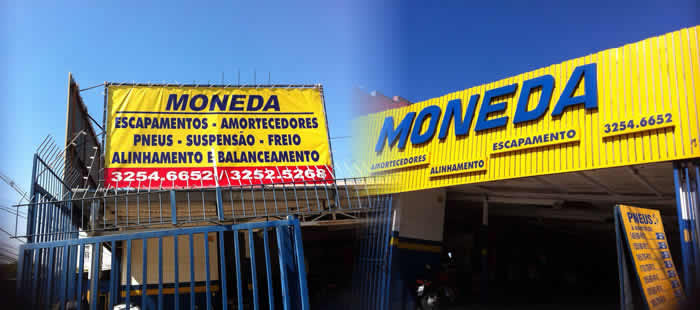 MONEDA
ESCAPAMENTOS - AMORTECEDORES
PNEUS - SUSPENSÃO - FREIO
ALINHAMENTO E BALANCEAMENTO
3254.6652 / 3252.5268
MONEDA
AMORTECEDORES
ALINHAMENTO
ESCAPAMENTO
3254.6652
PNEUS